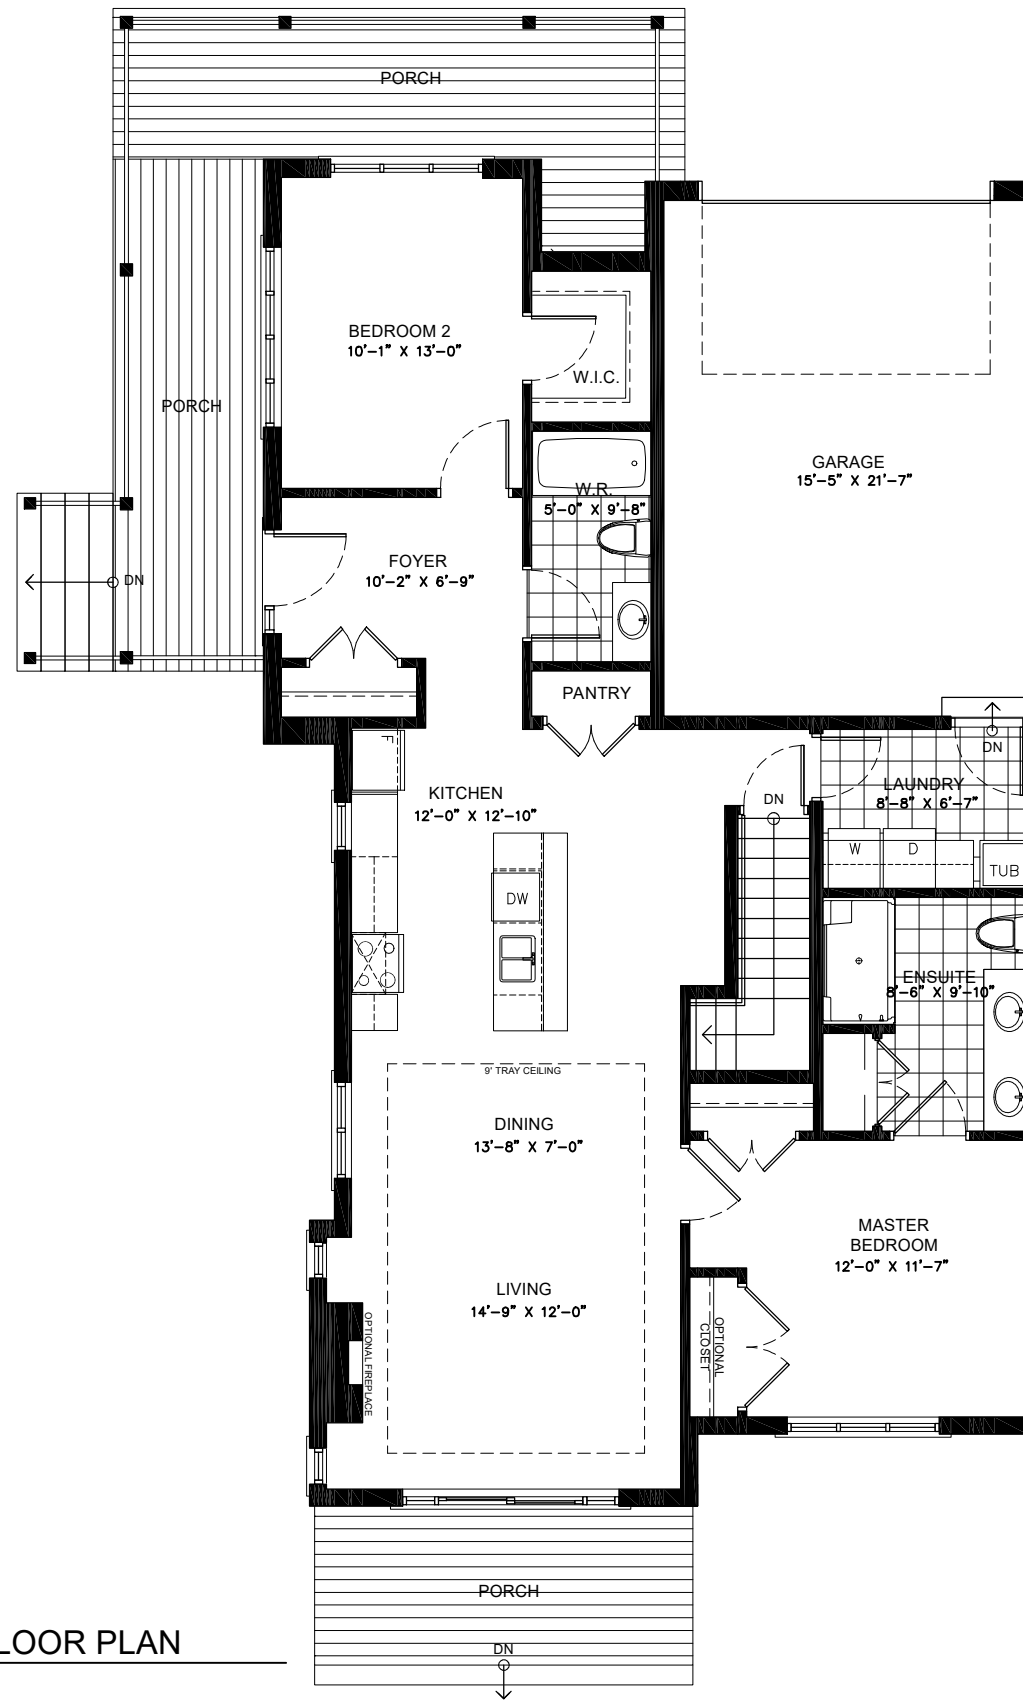 PORCH
BEDROOM 2
10'-1" X 13'-0"
W.I.C.
PORCH
GARAGE
15'-5" X 21'-7"
W.R.
5'-0" X 9'-8"
FOYER
10'-2" X 6'-9"
DN
PANTRY
F
KITCHEN
12'-0" X 12'-10"
DN
DN
LAUNDRY
8'-8" X 6'-7"
W
D
TUB
DW
ENSUITE
8'-6" X 9'-10"
9' TRAY CEILING
DINING
13'-8" X 7'-0"
MASTER
BEDROOM
12'-0" X 11'-7"
LIVING
14'-9" X 12'-0"
OPTIONAL FIREPLACE
OPTIONAL
CLOSET
PORCH
DN
LOOR PLAN